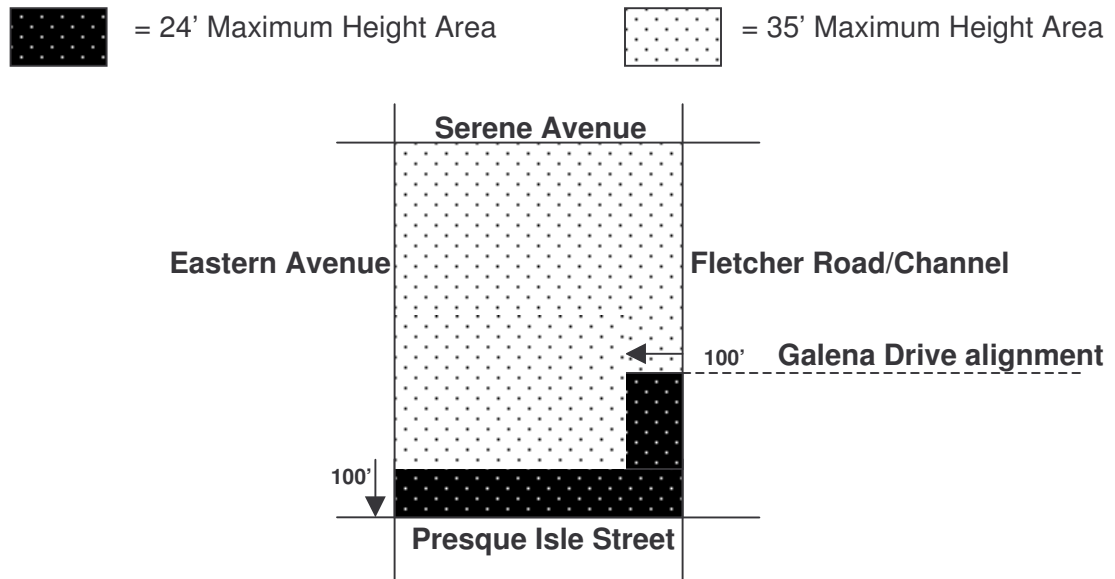 = 24' Maximum Height Area
= 35' Maximum Height Area
Serene Avenue
Eastern Avenue
Fletcher Road/Channel
100'
Galena Drive alignment
100'
Presque Isle Street